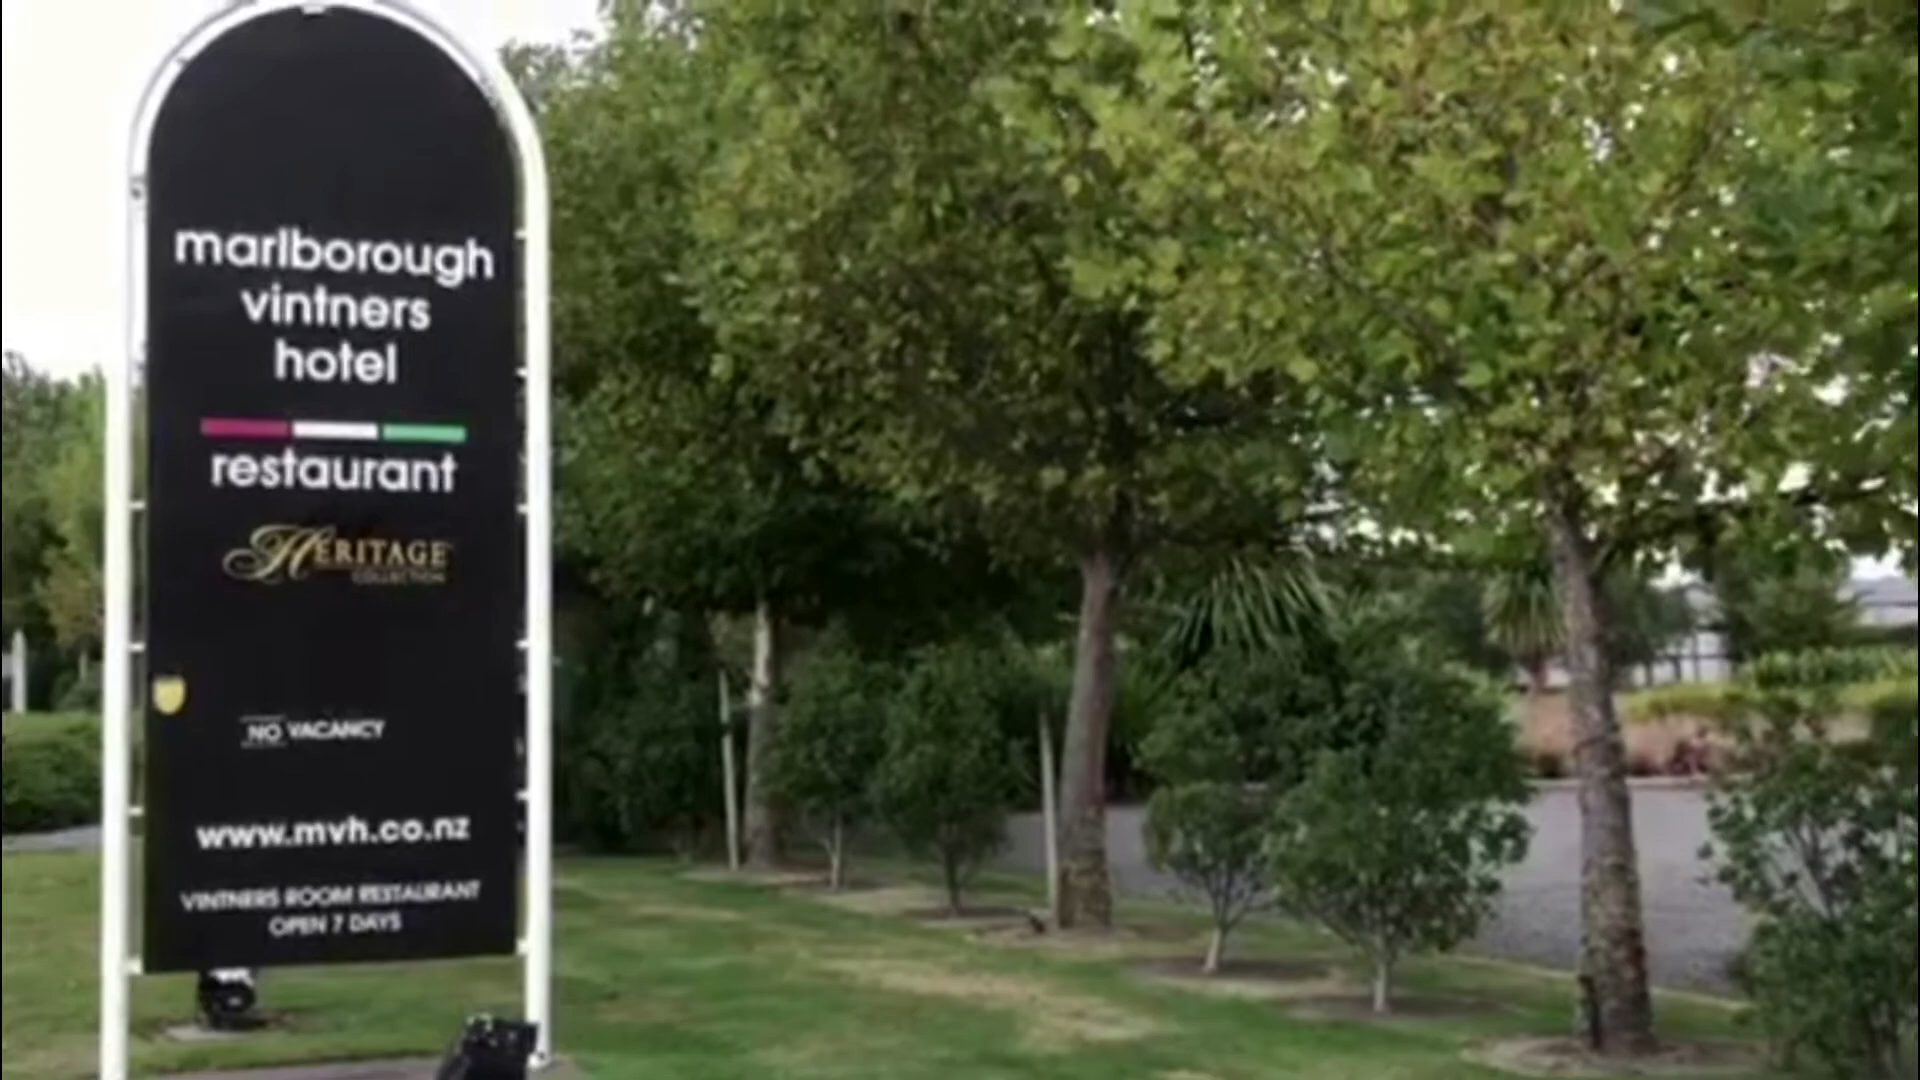 marlborough
vintners
hotel
restaurant
HERITAGE
COLLECTION
NO VACANCY
www.mvh.co.nz
VINTNERS ROOM RESTAURANT
OPEN 7 DAYS